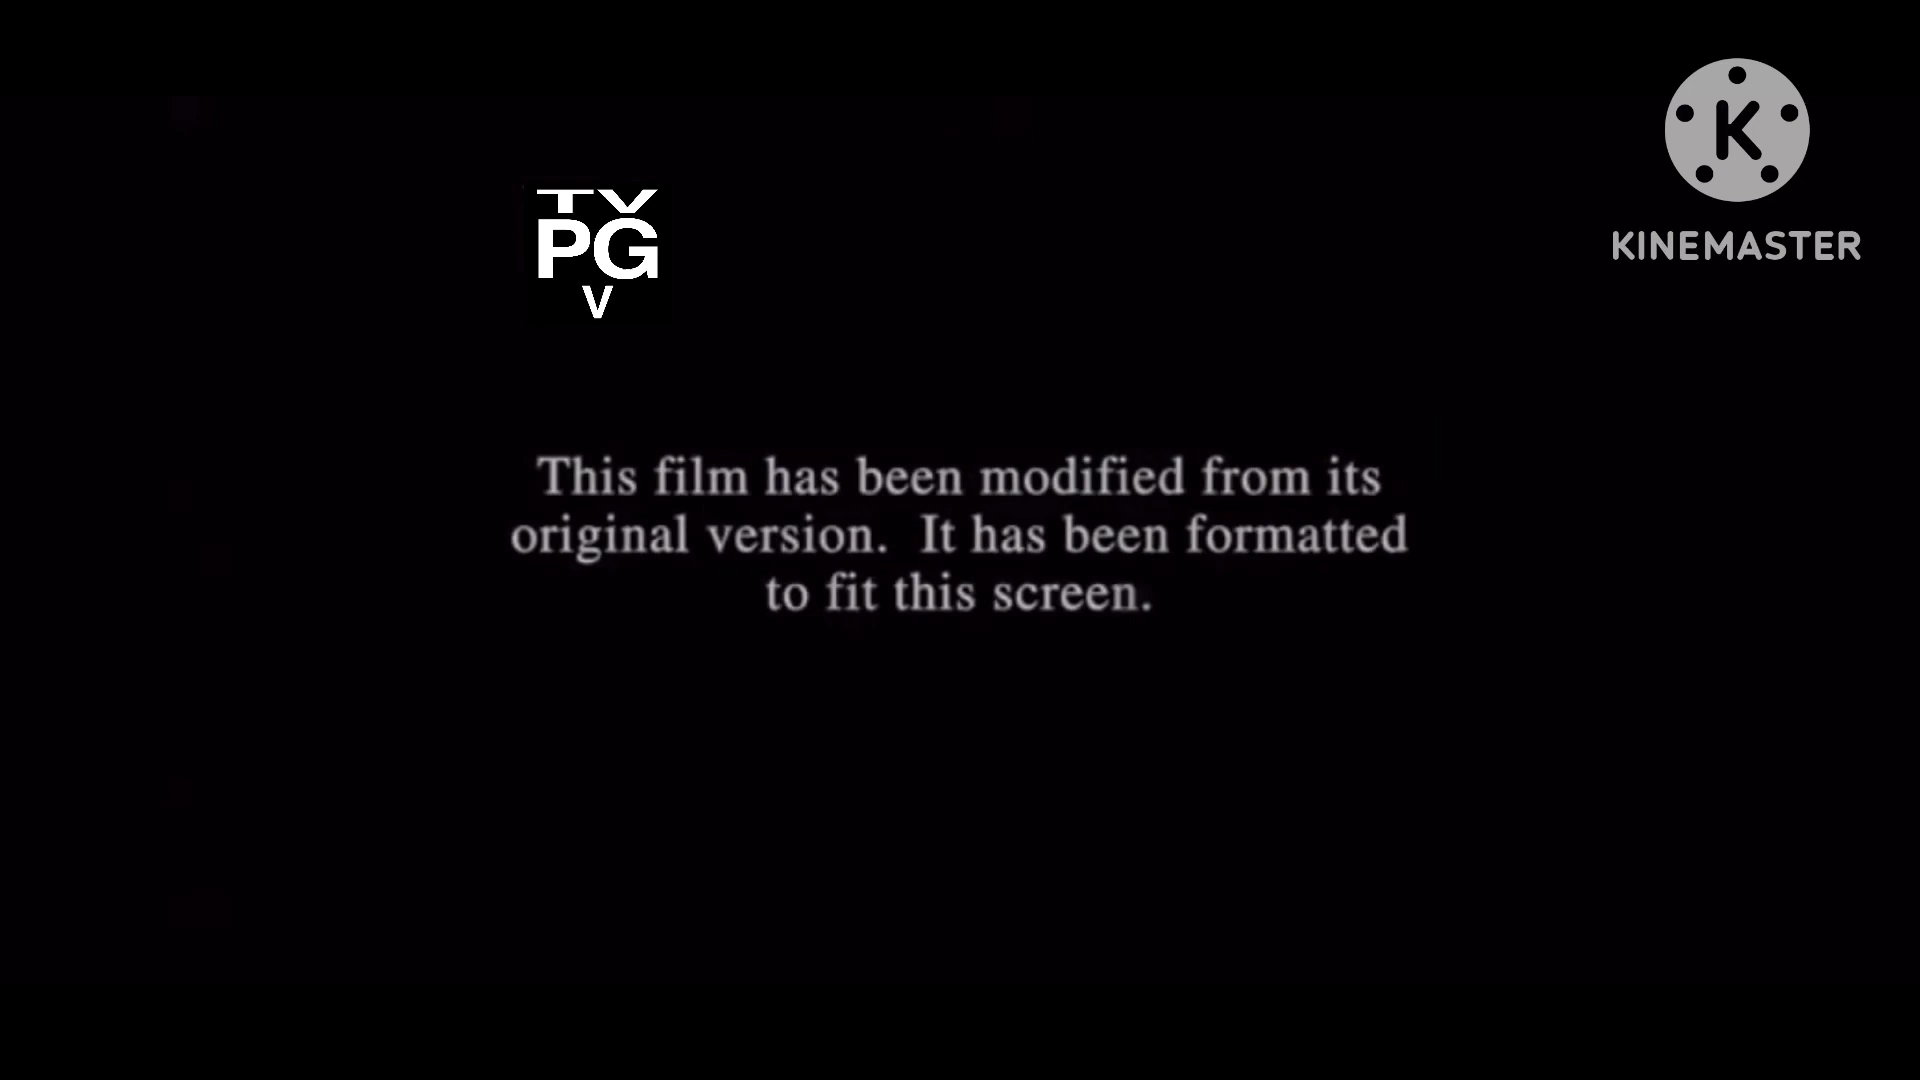 TV
PG
V
K
KINEMASTER
This film has been modified from its
original version.  It has been formatted
to fit this screen.